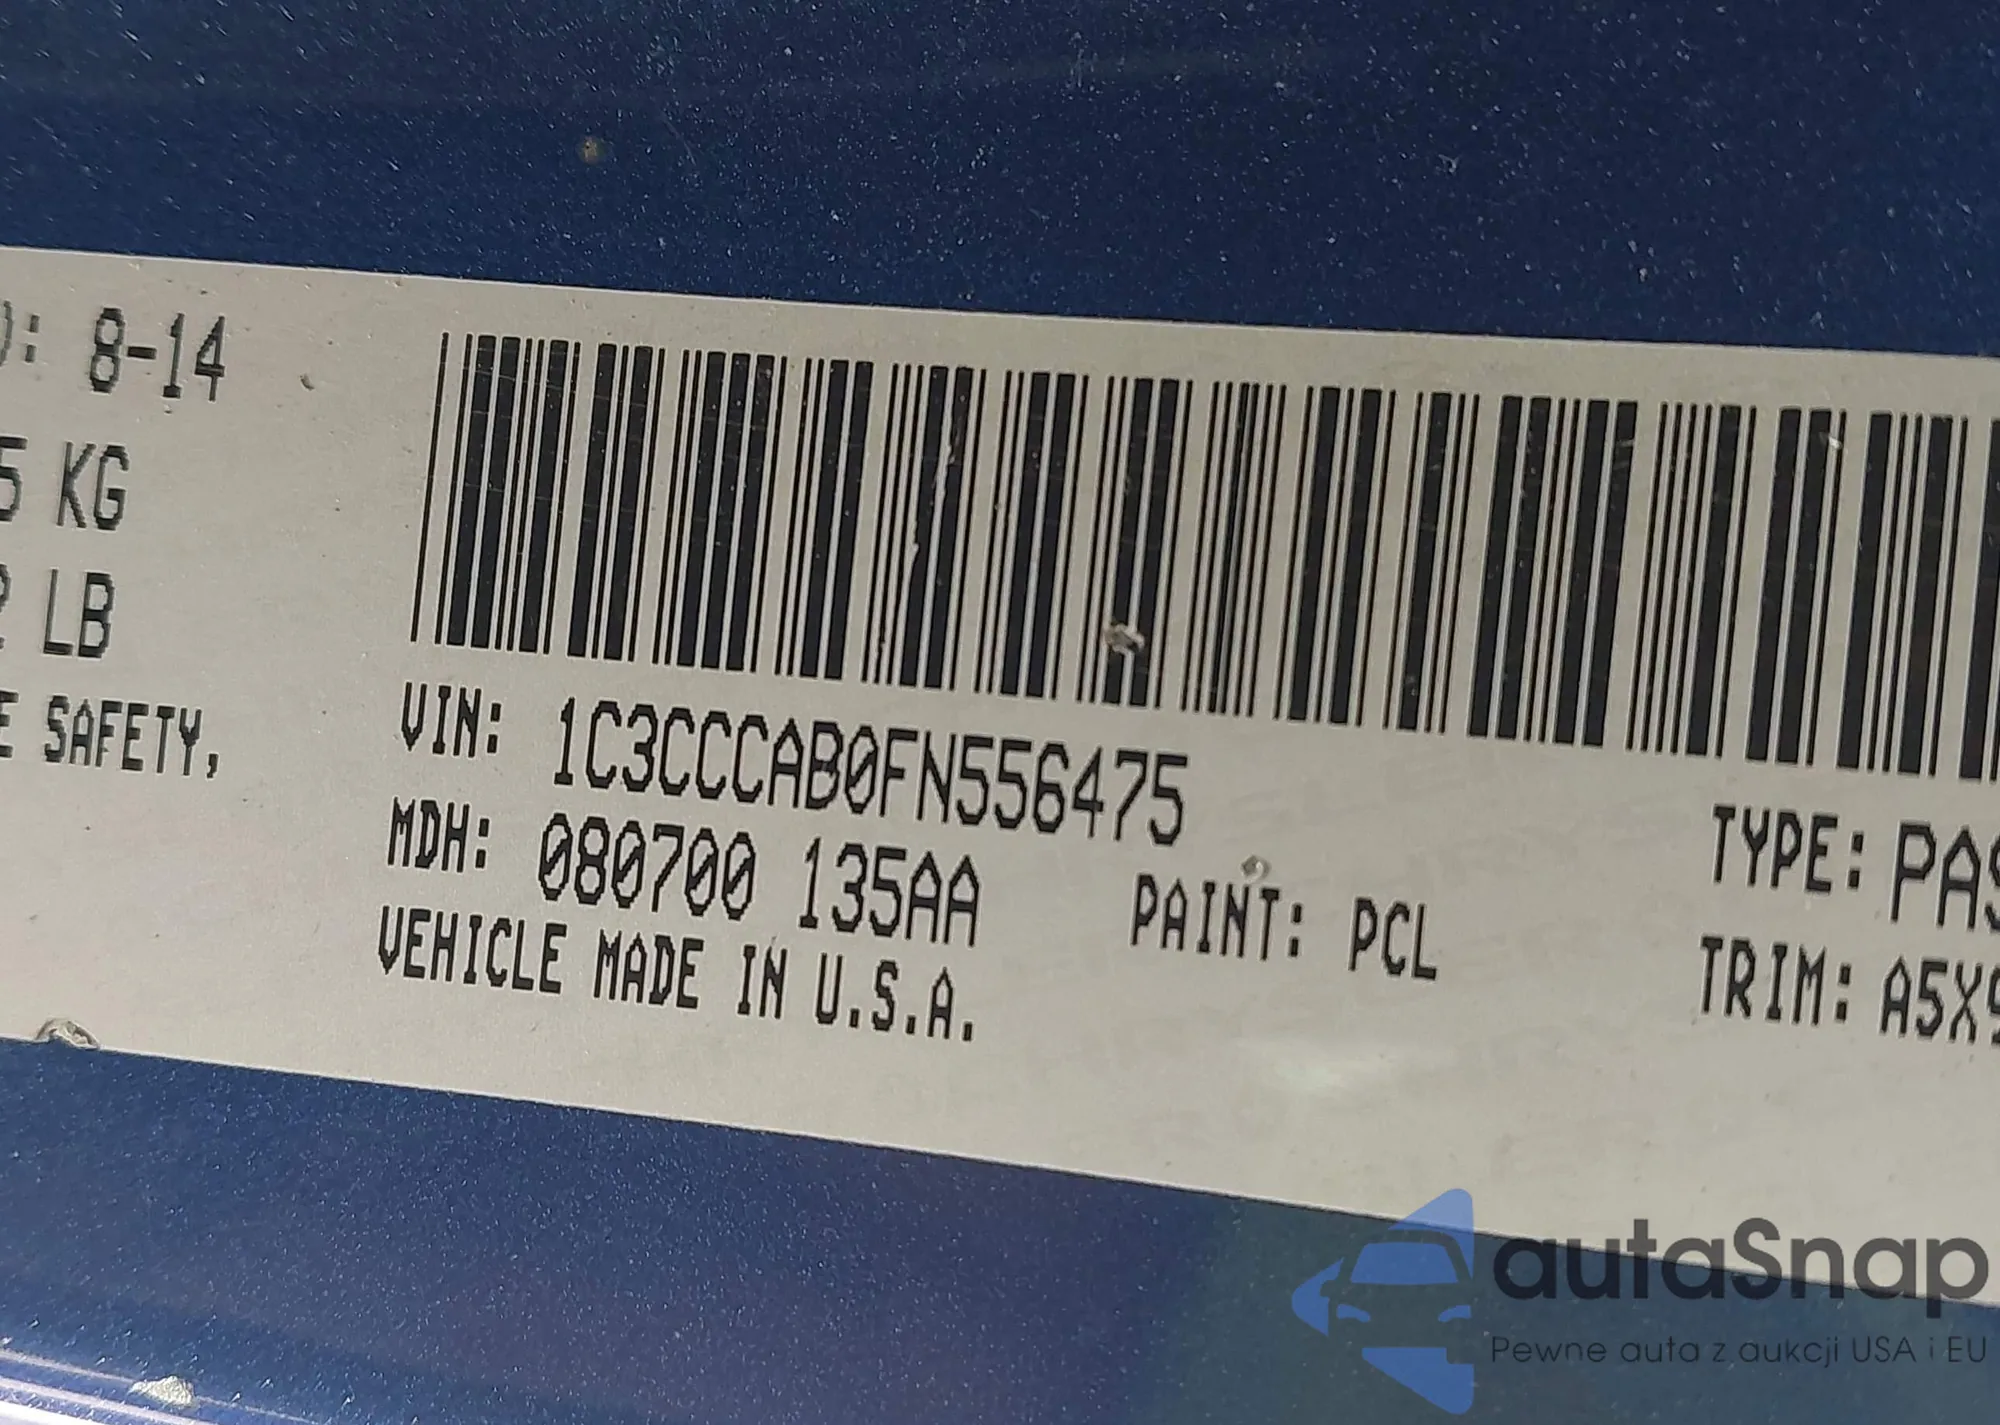 : 8-14
5 KG
2 LB
E SAFETY,
VIN: 1C3CCCAB0FN556475
MDH: 080700 135AA
PAINT: PCL
VEHICLE MADE IN U.S.A.
TYPE: PAS
TRIM: A5X9
autaSnap
Pewne auta z aukcji USA i EU